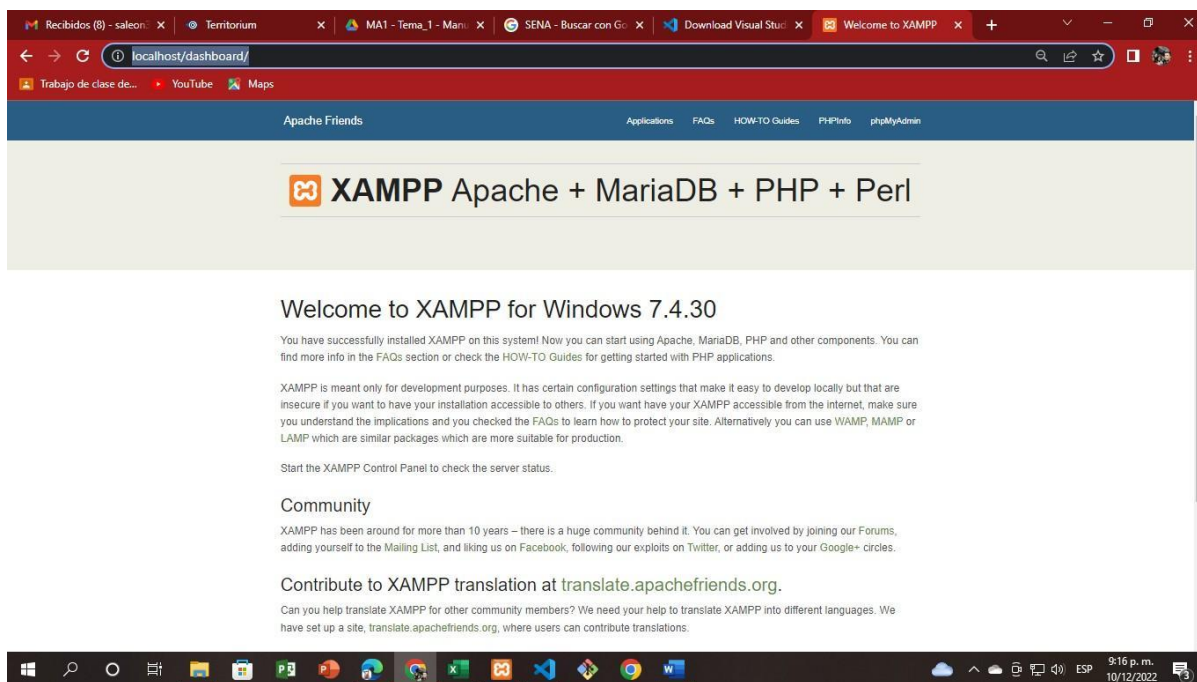 Recibidos (8) - saleon3
Territorium
MA1 - Tema_1 - Manu
SENA - Buscar con Go
Download Visual Stud
Welcome to XAMPP
localhost/dashboard/
Trabajo de clase de...
YouTube
Maps
Apache Friends
Applications
FAQs
HOW-TO Guides
PHPInfo
phpMyAdmin
XAMPP Apache + MariaDB + PHP + Perl
Welcome to XAMPP for Windows 7.4.30
You have successfully installed XAMPP on this system! Now you can start using Apache, MariaDB, PHP and other components. You can
find more info in the FAQs section or check the HOW-TO Guides for getting started with PHP applications.
XAMPP is meant only for development purposes. It has certain configuration settings that make it easy to develop locally but that are
insecure if you want to have your installation accessible to others. If you want have your XAMPP accessible from the internet, make sure
you understand the implications and you checked the FAQs to learn how to protect your site. Alternatively you can use WAMP, MAMP or
LAMP which are similar packages which are more suitable for production.
Start the XAMPP Control Panel to check the server status.
Community
XAMPP has been around for more than 10 years – there is a huge community behind it. You can get involved by joining our Forums,
adding yourself to the Mailing List, and liking us on Facebook, following our exploits on Twitter, or adding us to your Google+ circles.
Contribute to XAMPP translation at translate.apachefriends.org.
Can you help translate XAMPP for other community members? We need your help to translate XAMPP into different languages. We
have set up a site, translate.apachefriends.org, where users can contribute translations.
ESP
9:16 p. m.
10/12/2022
3